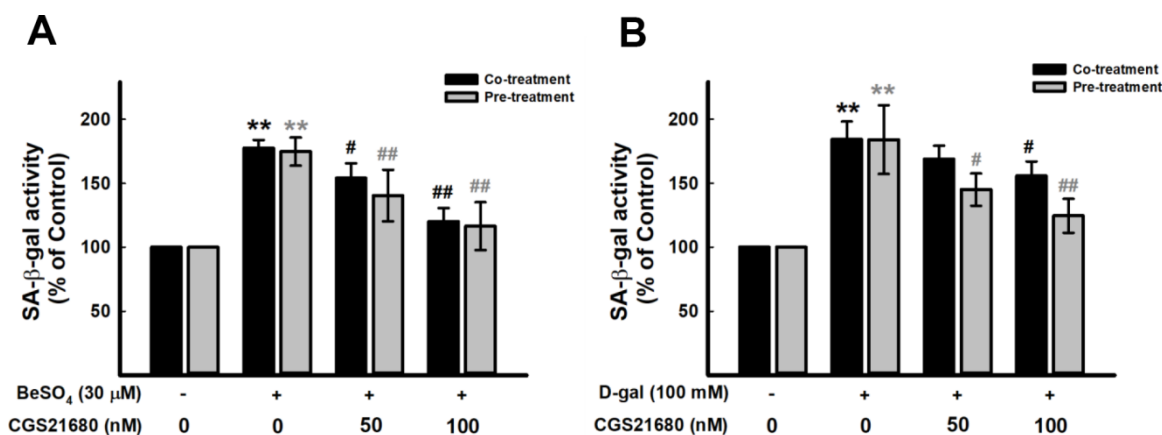 A
Co-treatment
Pre-treatment
SA-β-gal activity
(% of Control)
200
150
100
50
** ** # ## ## ##
BeSO₄ (30 μM) - + + +
CGS21680 (nM) 0 0 50 100
B
Co-treatment
Pre-treatment
SA-β-gal activity
(% of Control)
200
150
100
50
** ** # # ##
D-gal (100 mM) - + + +
CGS21680 (nM) 0 0 50 100